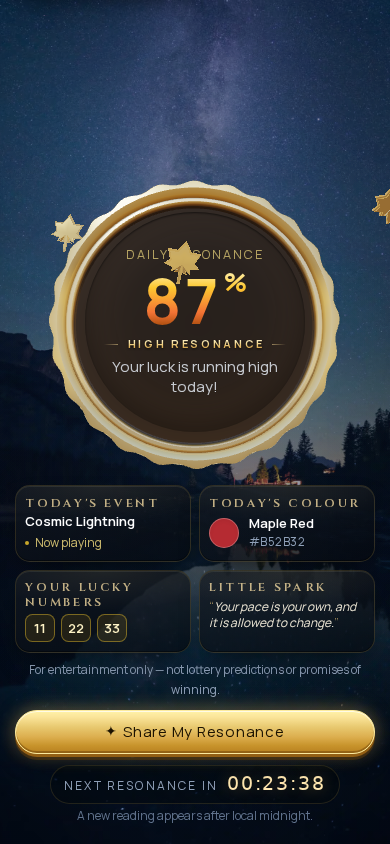 DAILY
87%
HIGH RESONANCE
Your luck is running high
today!
TODAY'S EVENT
Cosmic Lightning
Now playing
TODAY'S COLOUR
Maple Red
#B52B32
YOUR LUCKY
NUMBERS
11 22 33
LITTLE SPARK
"Your pace is your own, and
it is allowed to change."
For entertainment only — not lottery predictions or promises of
winning.
✦ Share My Resonance
NEXT RESONANCE IN 00:23:38
A new reading appears after local midnight.